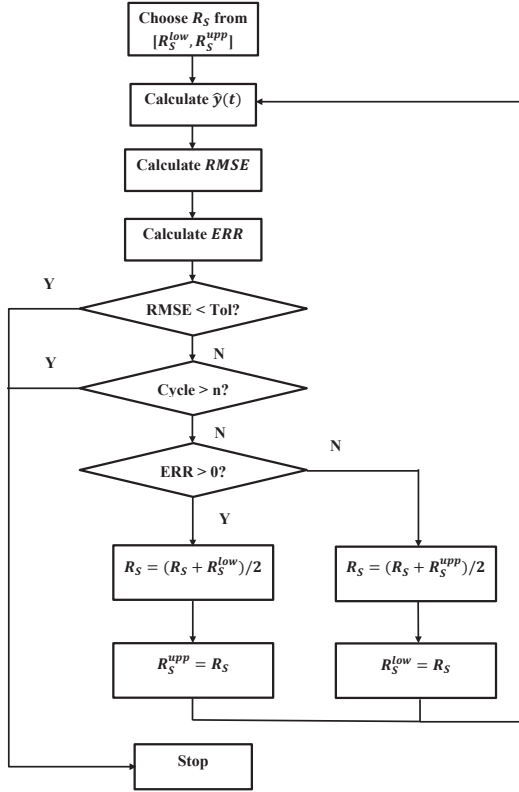 Choose R_S from
[R_S^low, R_S^upp]
Calculate ŷ(t)
Calculate RMSE
Calculate ERR
Y
RMSE < Tol?
N
Y
Cycle > n?
N
N
ERR > 0?
Y
R_S = (R_S + R_S^low)/2
R_S = (R_S + R_S^upp)/2
R_S^upp = R_S
R_S^low = R_S
Stop